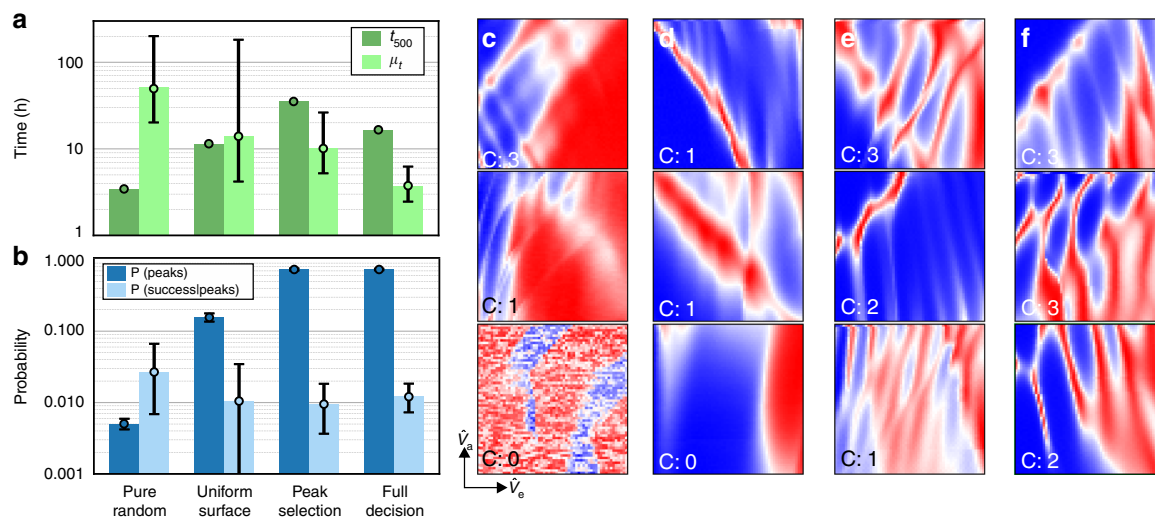 a
t500
μt
100
10
1
Time (h)
b
1.000
0.100
0.010
0.001
Probability
P (peaks)
P (success|peaks)
Pure random
Uniform surface
Peak selection
Full decision
c
C: 3
C: 1
C: 0
V̂a
V̂e
d
C: 1
C: 1
C: 0
e
C: 3
C: 2
C: 1
f
C: 3
C: 3
C: 2